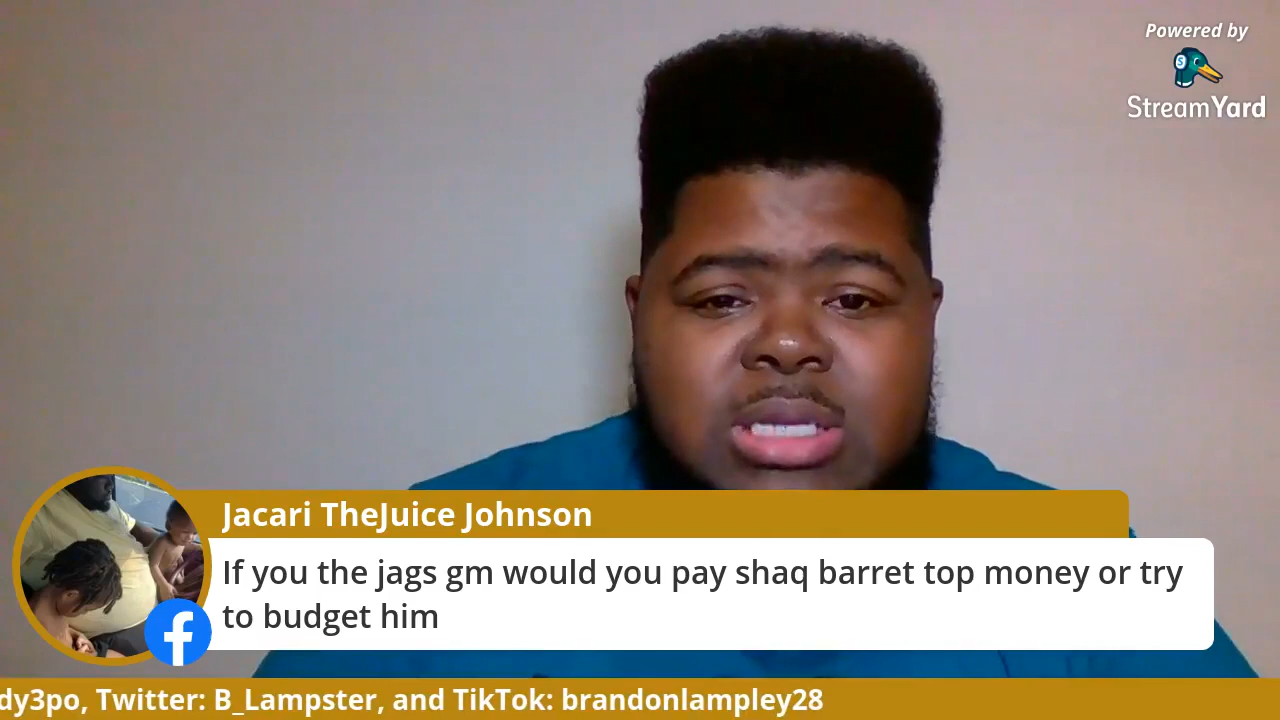 Powered by
StreamYard
Jacari TheJuice Johnson
If you the jags gm would you pay shaq barret top money or try
to budget him
dy3po, Twitter: B_Lampster, and TikTok: brandonlampley28